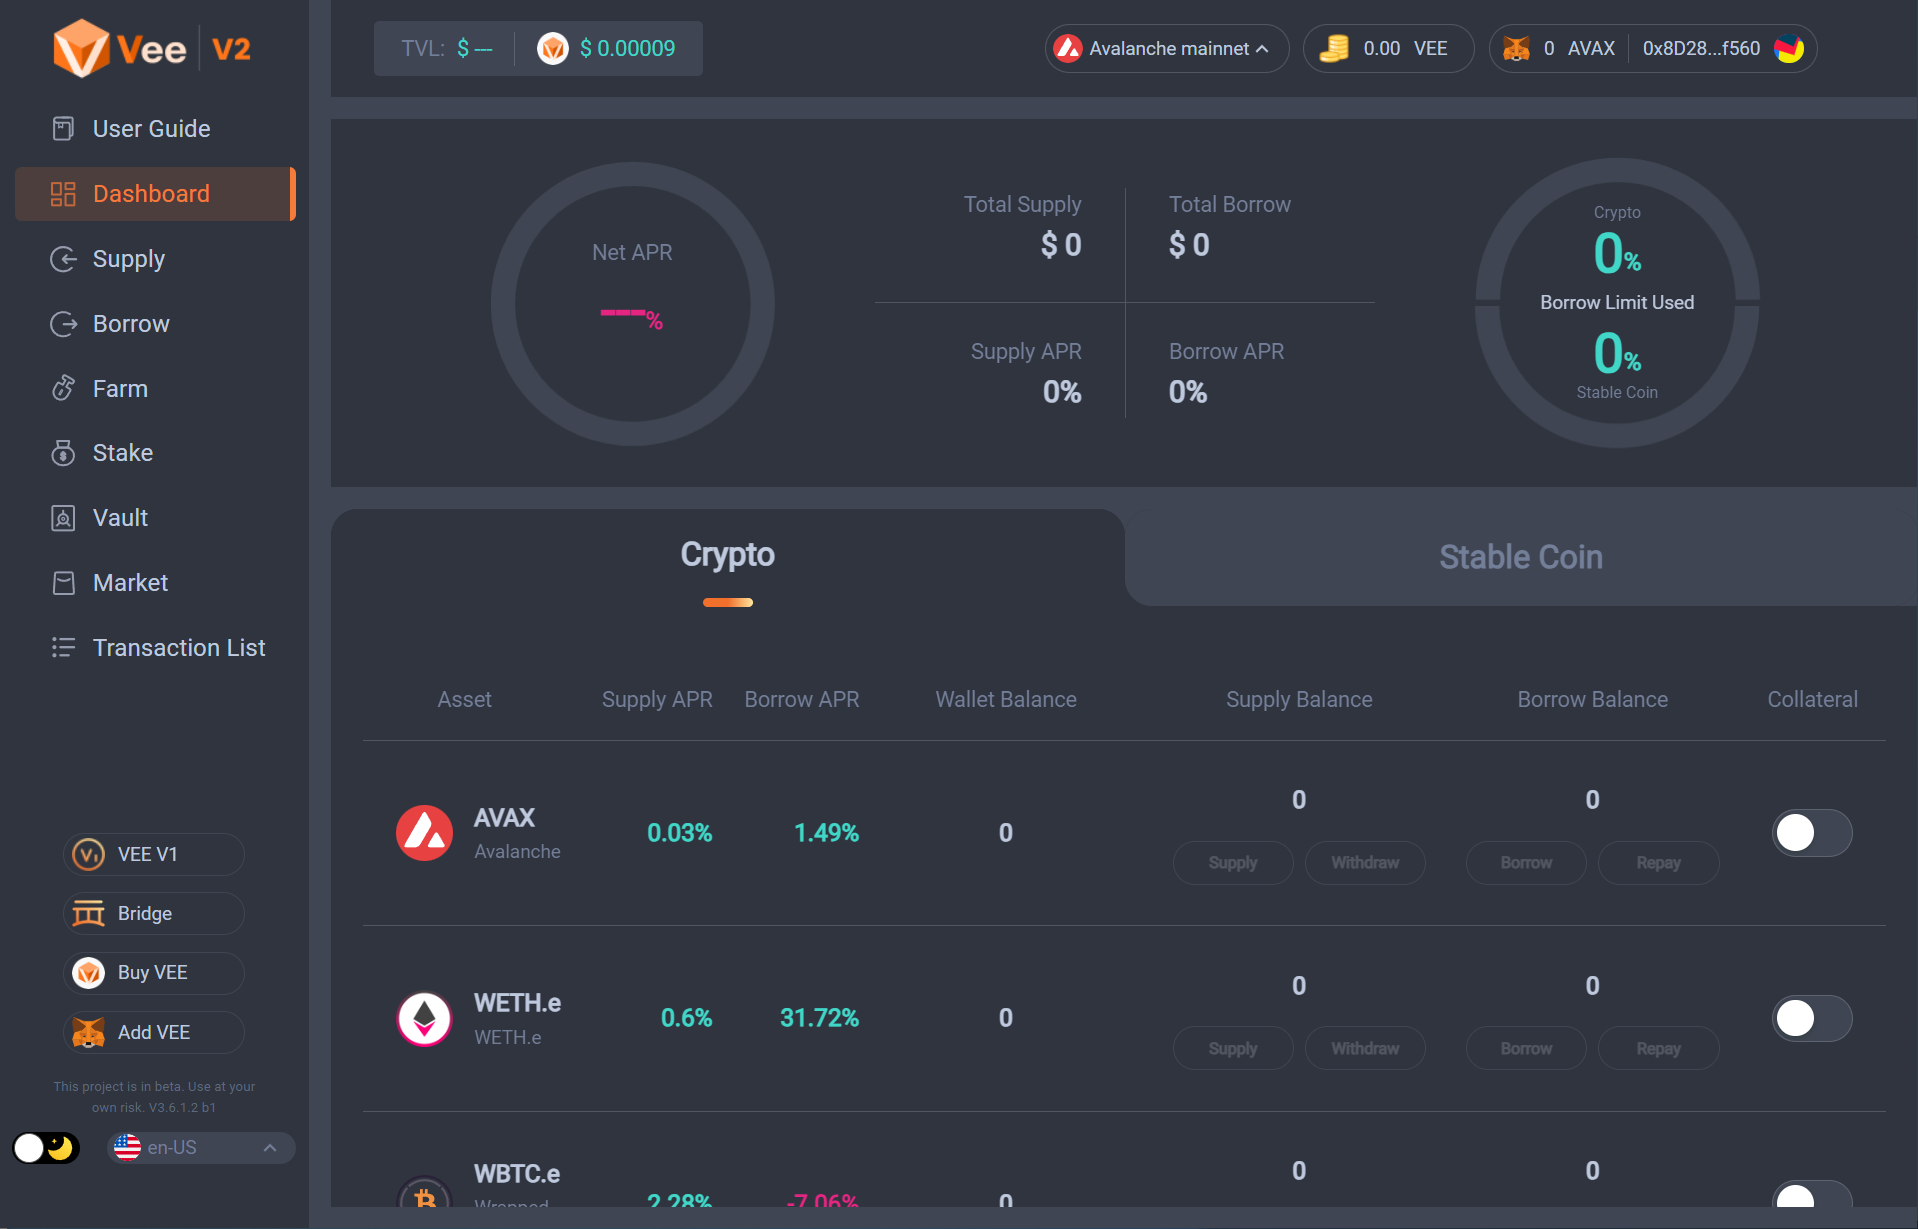 Vee | V2
User Guide
Dashboard
Supply
Borrow
Farm
Stake
Vault
Market
Transaction List
VEE V1
Bridge
Buy VEE
Add VEE
This project is in beta. Use at your
own risk. V3.6.1.2 b1
en-US
TVL: $ --- $ 0.00009
Avalanche mainnet 0.00 VEE 0 AVAX 0x8D28...f560
Net APR
---%
Total Supply
$ 0
Total Borrow
$ 0
Supply APR
0%
Borrow APR
0%
Crypto
0%
Borrow Limit Used
0%
Stable Coin
Crypto
Stable Coin
Asset Supply APR Borrow APR Wallet Balance Supply Balance Borrow Balance Collateral
AVAX
Avalanche
0.03% 1.49% 0
0
Supply Withdraw
0
Borrow Repay
WETH.e
WETH.e
0.6% 31.72% 0
0
Supply Withdraw
0
Borrow Repay
WBTC.e
Wrapped
2.28% -7.06% 0
0
0